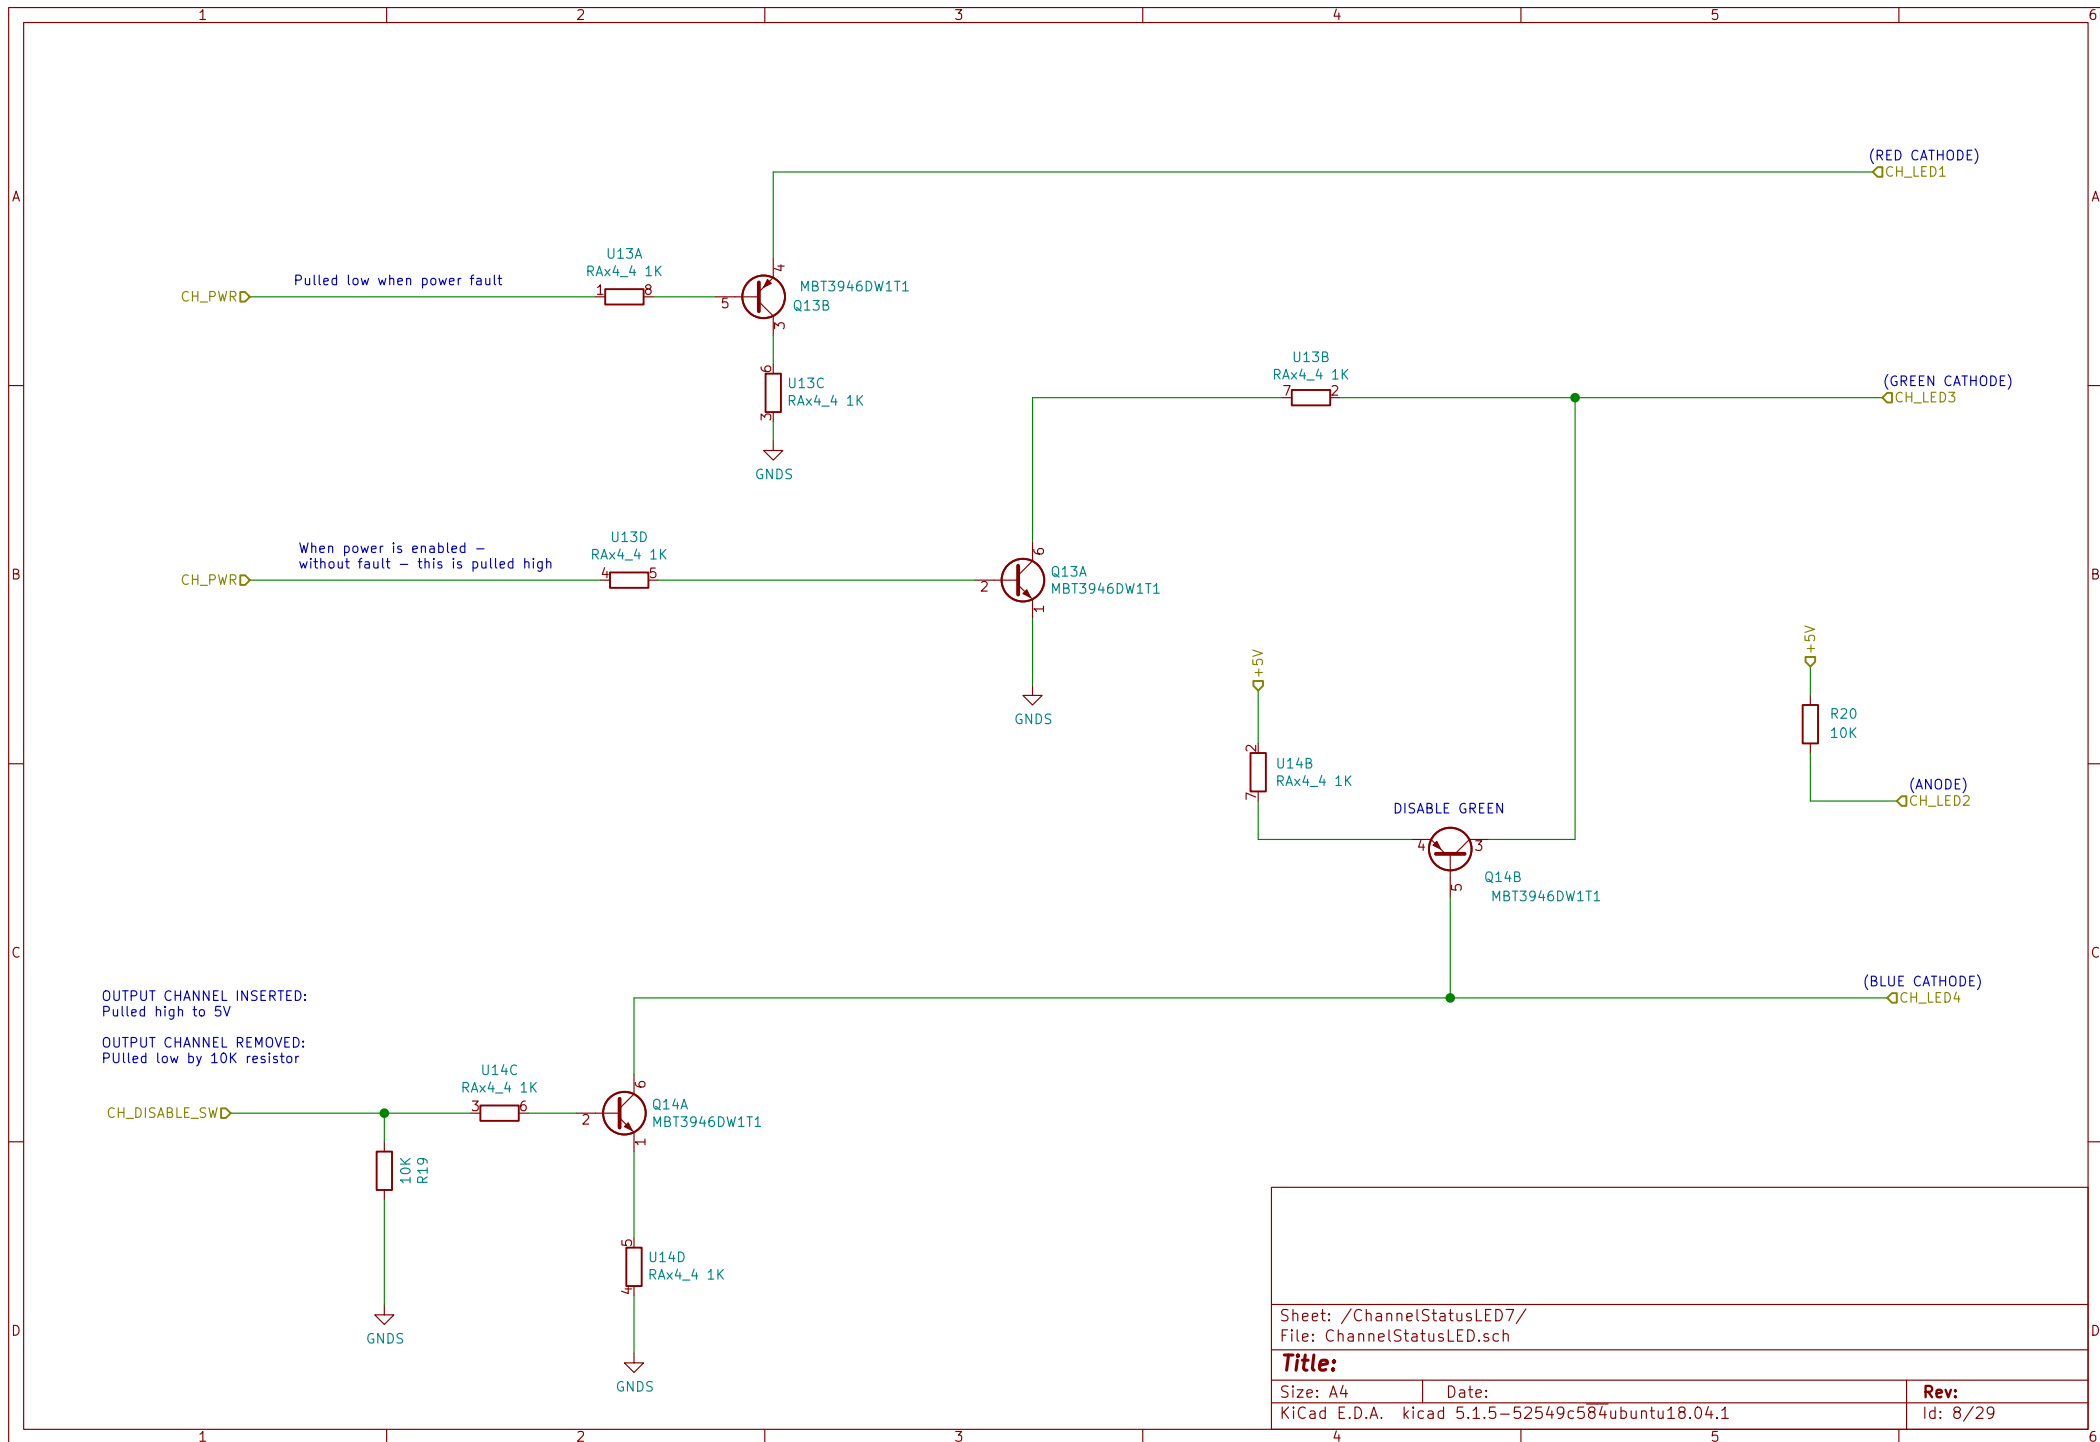 1 2 3 4 5 6
(RED CATHODE)
CH_LED1
A A
U13A
RAx4_4 1K
Pulled low when power fault
CH_PWR
1 8
5
4
3
MBT3946DW1T1
Q13B
6
U13C
RAx4_4 1K
3
GNDS
U13B
RAx4_4 1K
7 2
(GREEN CATHODE)
CH_LED3
When power is enabled –
without fault – this is pulled high
U13D
RAx4_4 1K
B B
CH_PWR
4 5
2
6
1
Q13A
MBT3946DW1T1
GNDS
+5V
2
U14B
RAx4_4 1K
7
+5V
R20
10K
(ANODE)
CH_LED2
DISABLE GREEN
4 3
5
Q14B
MBT3946DW1T1
C C
(BLUE CATHODE)
CH_LED4
OUTPUT CHANNEL INSERTED:
Pulled high to 5V
OUTPUT CHANNEL REMOVED:
PUlled low by 10K resistor
U14C
RAx4_4 1K
CH_DISABLE_SW
3 6
2
6
1
Q14A
MBT3946DW1T1
10K
R19
GNDS
5
U14D
RAx4_4 1K
4
GNDS
D D
Sheet: /ChannelStatusLED7/
File: ChannelStatusLED.sch
Title:
Size: A4 Date: Rev:
KiCad E.D.A. kicad 5.1.5-52549c584ubuntu18.04.1 Id: 8/29
1 2 3 4 5 6